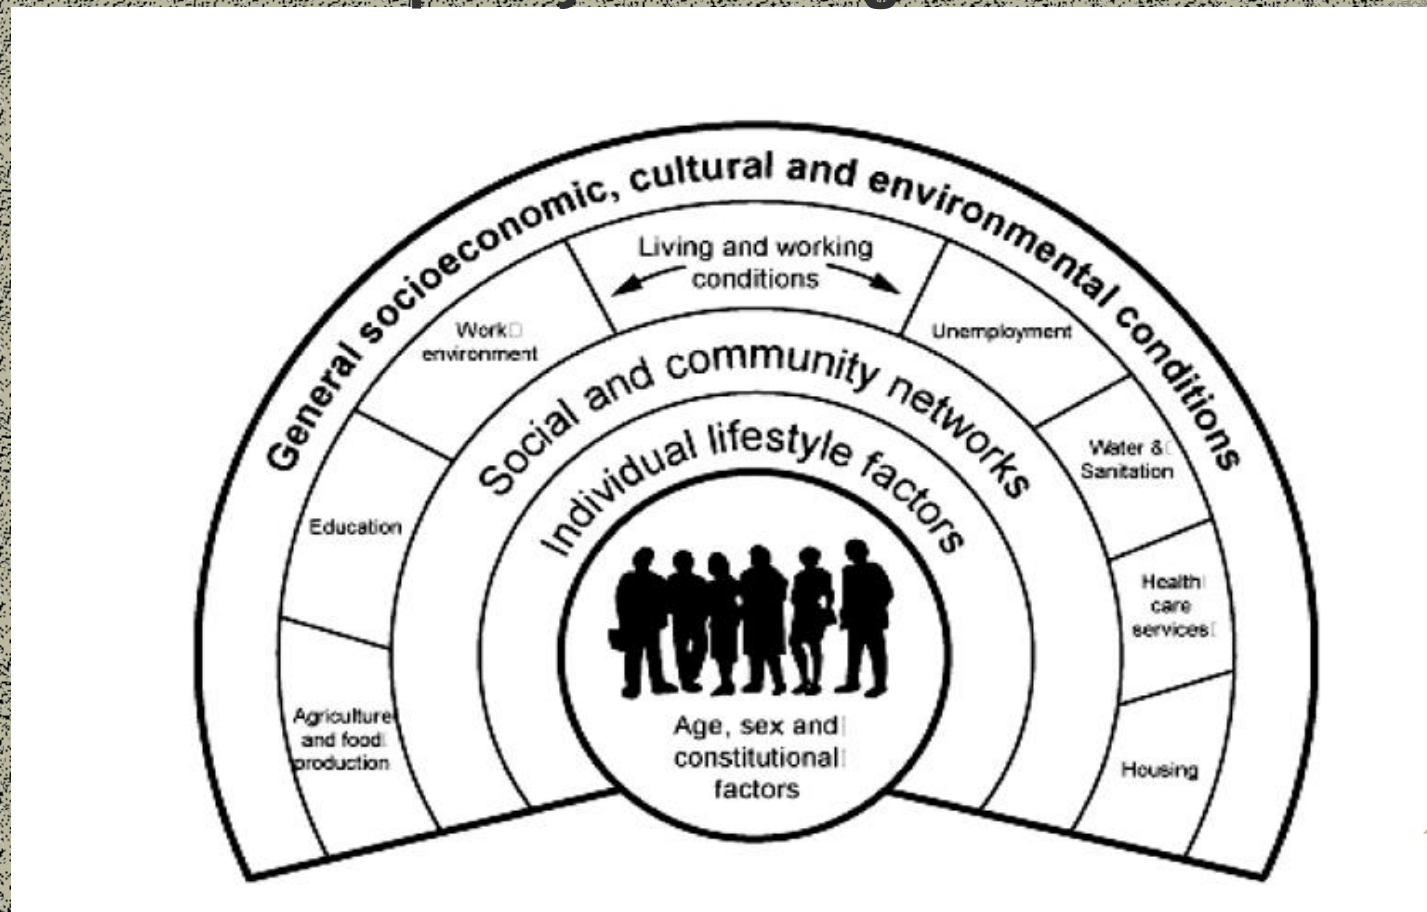 General socioeconomic, cultural and environmental conditions
Living and working
conditions
Work
environment
Unemployment
Social and community networks
Individual lifestyle factors
Education
Water &
Sanitation
Health
care
services
Agriculture
and food
production
Housing
Age, sex and
constitutional
factors